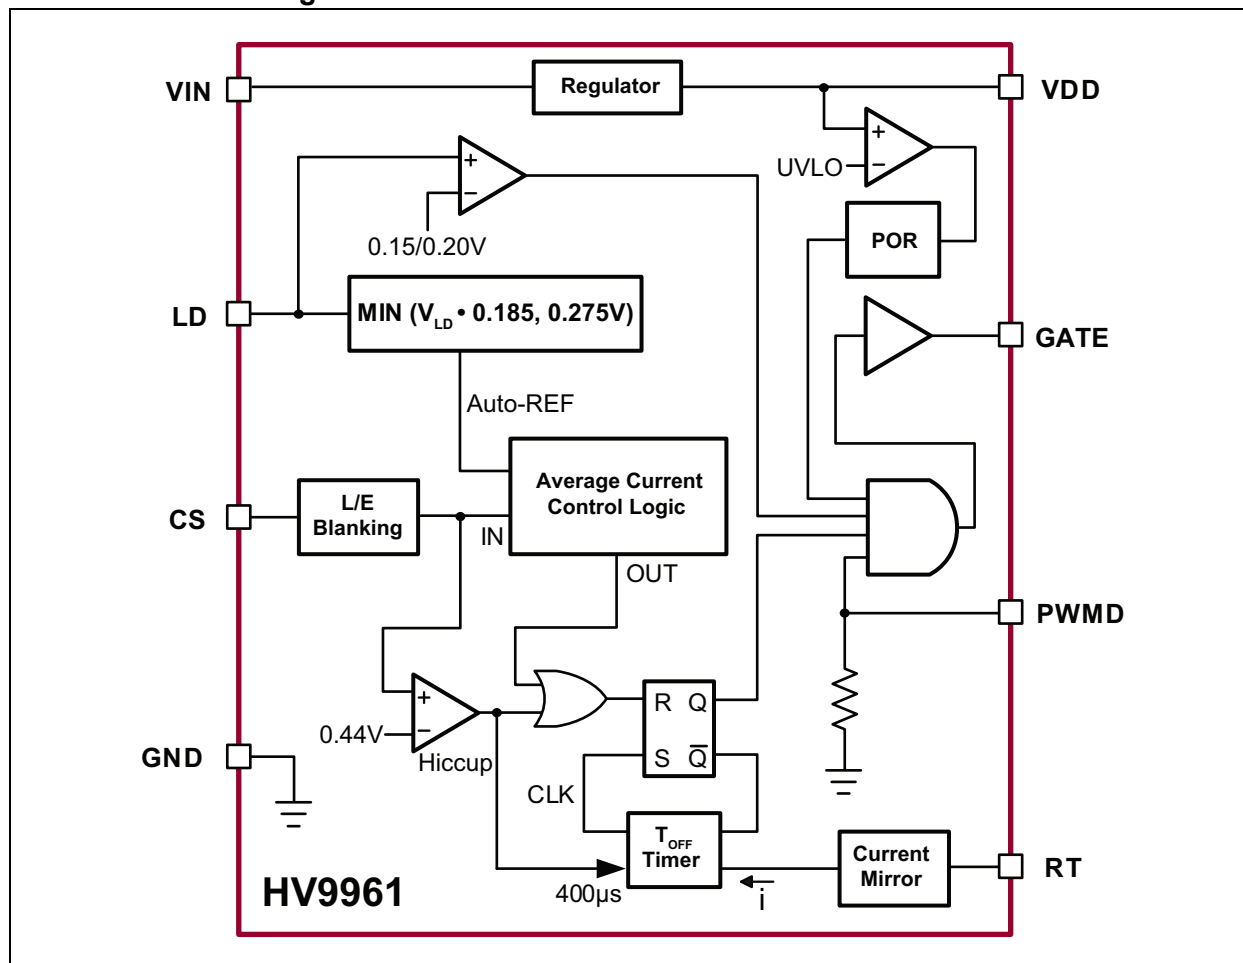 VIN
Regulator
VDD
+
−
UVLO
+
−
0.15/0.20V
POR
LD
MIN (VLD • 0.185, 0.275V)
GATE
Auto-REF
Average Current
Control Logic
L/E
Blanking
CS
IN
OUT
PWMD
+
−
0.44V
Hiccup
R Q
S Q̅
GND
CLK
TOFF
Timer
Current
Mirror
RT
400µs
i
HV9961